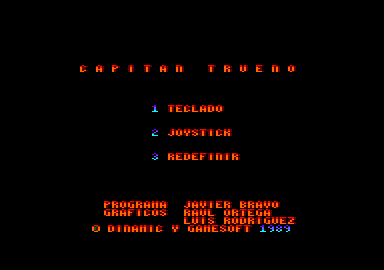 CAPITAN TRUENO
1 TECLADO
2 JOYSTICK
3 REDEFINIR
PROGRAMA JAVIER BRAVO
GRAFICOS RAUL ORTEGA
LUIS RODRIGUEZ
© DINAMIC Y GAMESOFT 1989